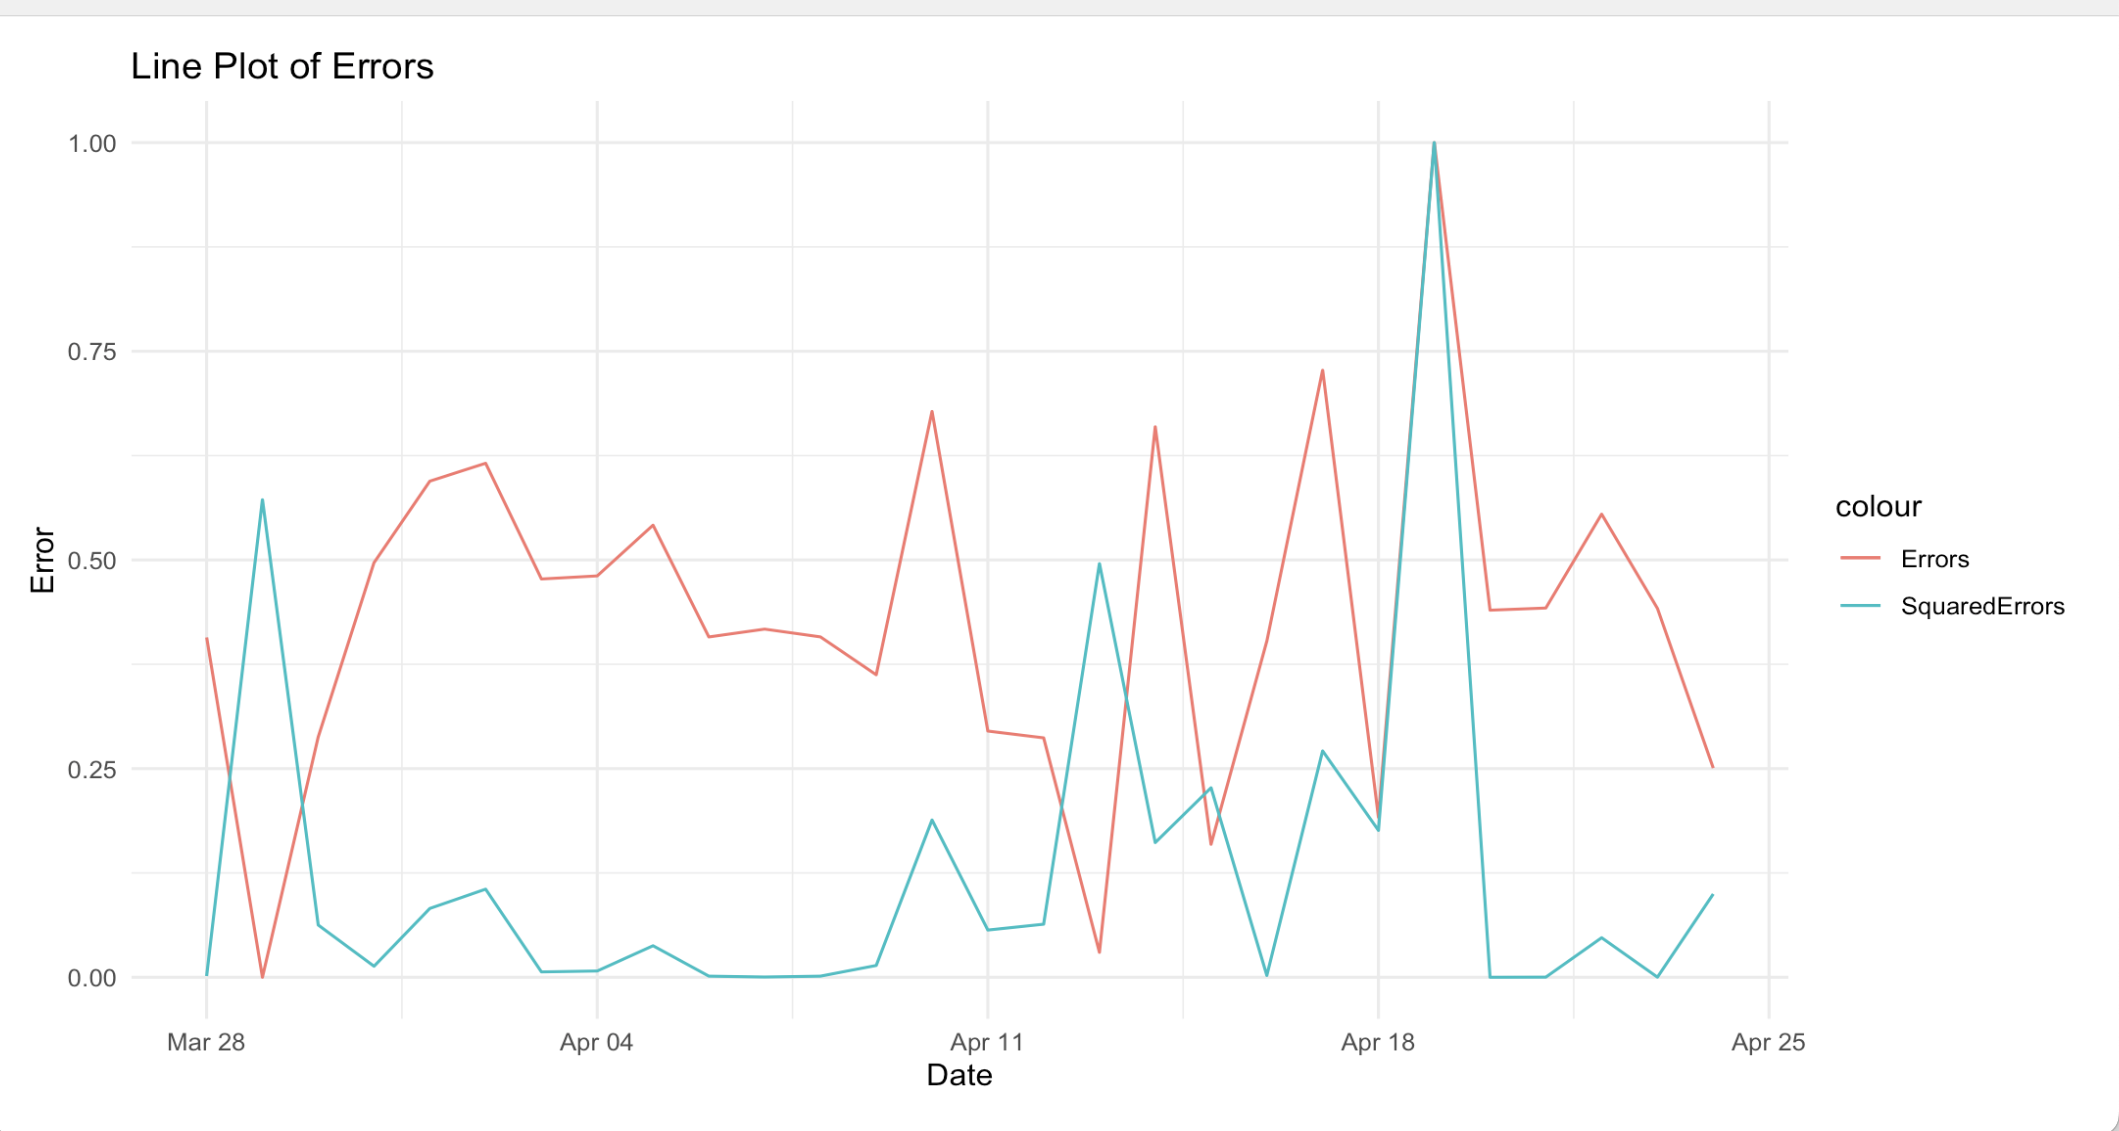 Line Plot of Errors
1.00
0.75
0.50
0.25
0.00
Error
Mar 28
Apr 04
Apr 11
Apr 18
Apr 25
Date
colour
Errors
SquaredErrors